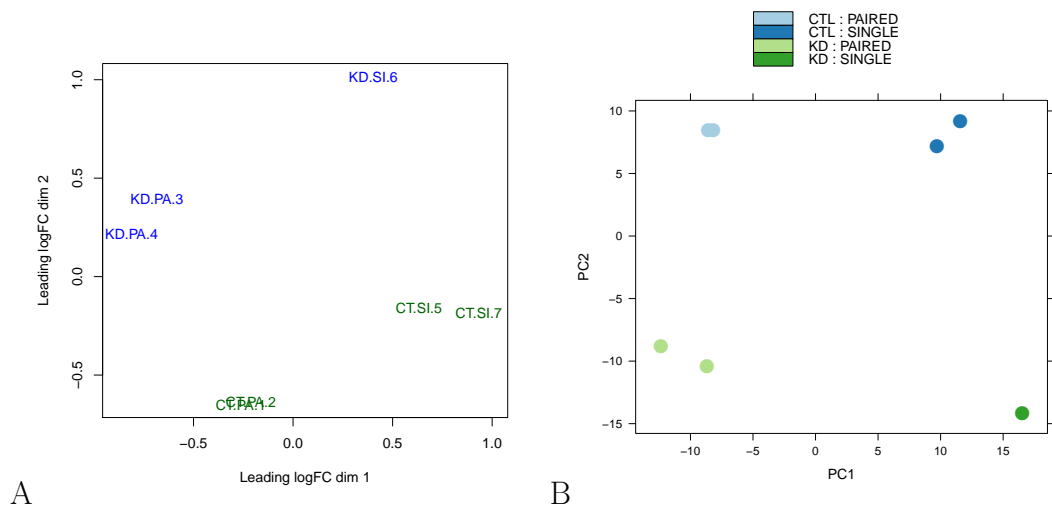 CTL : PAIRED
CTL : SINGLE
KD : PAIRED
KD : SINGLE
KD.SI.6
KD.PA.3
KD.PA.4
CT.SI.5
CT.SI.7
CT.PA.2
CT.PA.1
1.0
0.5
0.0
−0.5
−0.5
0.0
0.5
1.0
Leading logFC dim 2
Leading logFC dim 1
A
10
5
0
−5
−10
−15
−10
−5
0
5
10
15
PC2
PC1
B